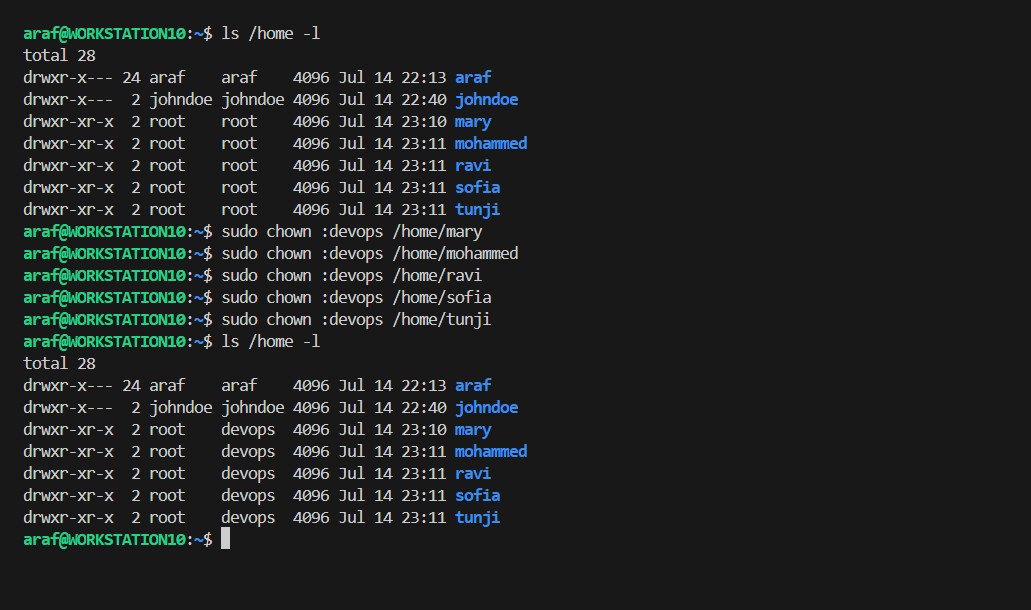 araf@WORKSTATION10:~$ ls /home -l
total 28
drwxr-x--- 24 araf    araf    4096 Jul 14 22:13 araf
drwxr-x---  2 johndoe johndoe 4096 Jul 14 22:40 johndoe
drwxr-xr-x  2 root    root    4096 Jul 14 23:10 mary
drwxr-xr-x  2 root    root    4096 Jul 14 23:11 mohammed
drwxr-xr-x  2 root    root    4096 Jul 14 23:11 ravi
drwxr-xr-x  2 root    root    4096 Jul 14 23:11 sofia
drwxr-xr-x  2 root    root    4096 Jul 14 23:11 tunji
araf@WORKSTATION10:~$ sudo chown :devops /home/mary
araf@WORKSTATION10:~$ sudo chown :devops /home/mohammed
araf@WORKSTATION10:~$ sudo chown :devops /home/ravi
araf@WORKSTATION10:~$ sudo chown :devops /home/sofia
araf@WORKSTATION10:~$ sudo chown :devops /home/tunji
araf@WORKSTATION10:~$ ls /home -l
total 28
drwxr-x--- 24 araf    araf    4096 Jul 14 22:13 araf
drwxr-x---  2 johndoe johndoe 4096 Jul 14 22:40 johndoe
drwxr-xr-x  2 root    devops  4096 Jul 14 23:10 mary
drwxr-xr-x  2 root    devops  4096 Jul 14 23:11 mohammed
drwxr-xr-x  2 root    devops  4096 Jul 14 23:11 ravi
drwxr-xr-x  2 root    devops  4096 Jul 14 23:11 sofia
drwxr-xr-x  2 root    devops  4096 Jul 14 23:11 tunji
araf@WORKSTATION10:~$